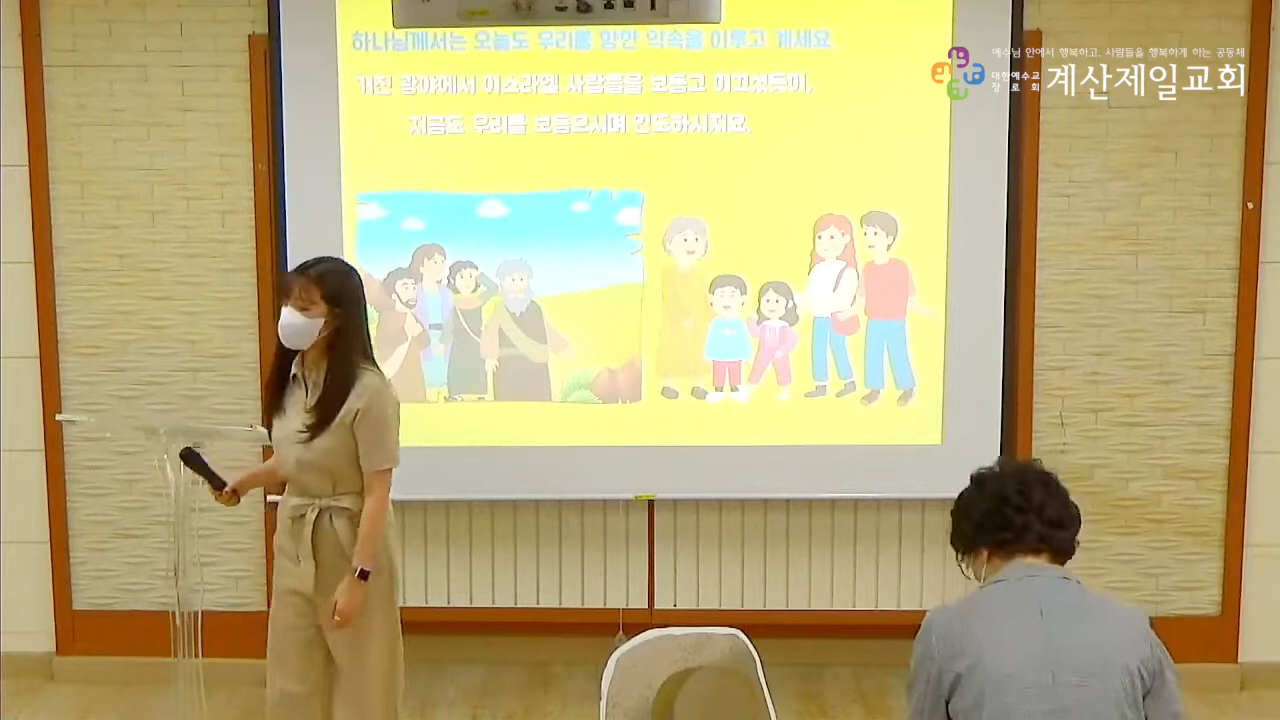 하나님께서는 오늘도 우리를 향한 약속을 이루고 계세요.
거친 광야에서 이스라엘 사람들을 보듬고 이끄셨듯이,
지금도 우리를 보듬으시며 인도하시지요.
예수님 안에서 행복하고, 사람들을 행복하게 하는 공동체
대한예수교
장로회
계산제일교회